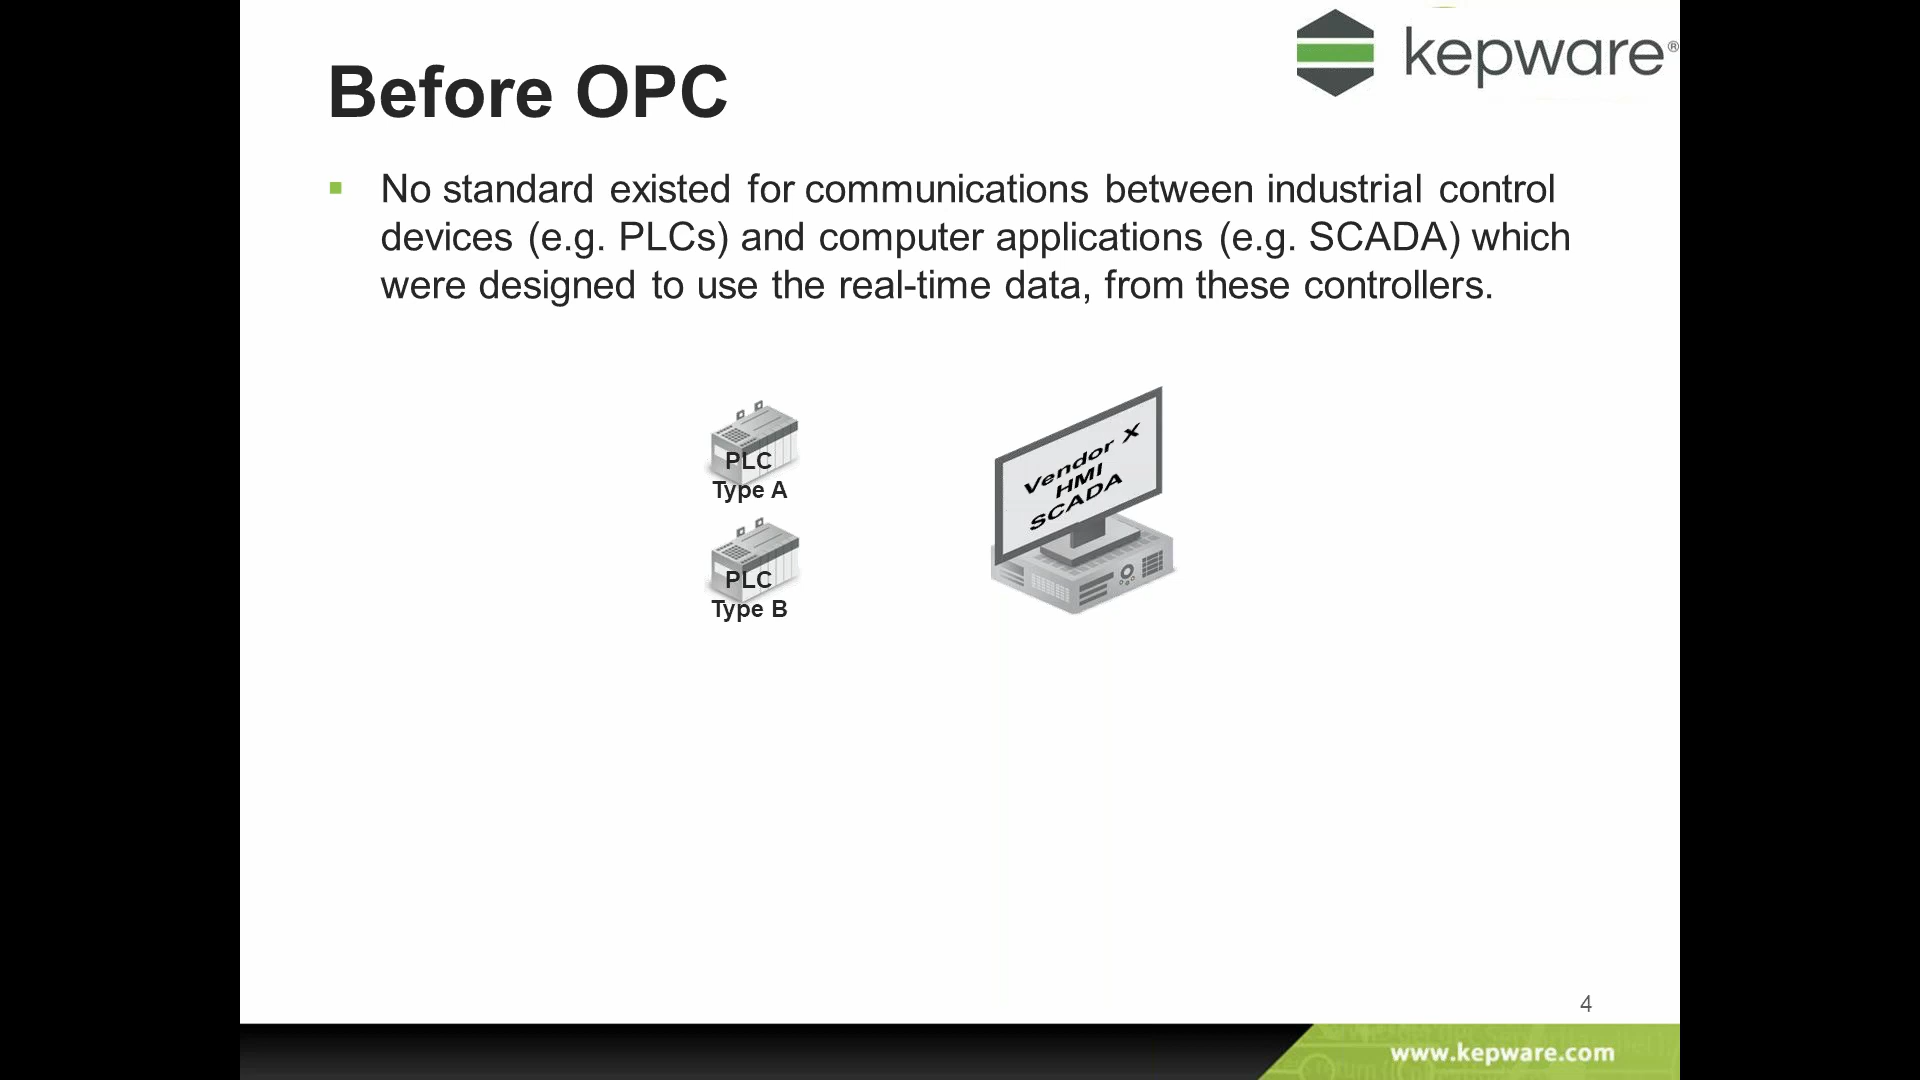 kepware®
Before OPC
No standard existed for communications between industrial control
devices (e.g. PLCs) and computer applications (e.g. SCADA) which
were designed to use the real-time data, from these controllers.
PLC
Type A
PLC
Type B
Vendor X
HMI
SCADA
4
www.kepware.com